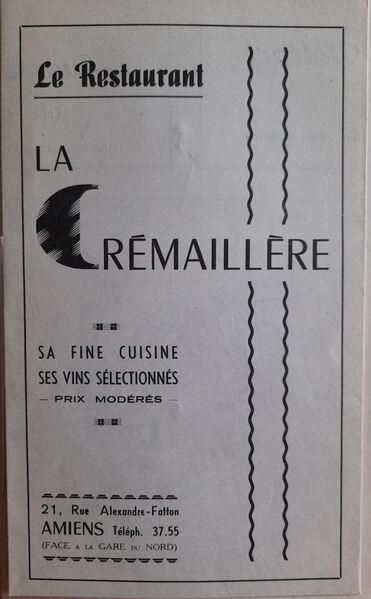 Le Restaurant
LA
CRÉMAILLÈRE
SA FINE CUISINE
SES VINS SÉLECTIONNÉS
- PRIX MODÉRÉS -
21, Rue Alexandre-Fatton
AMIENS Téléph. 37.55
(FACE A LA GARE DU NORD)